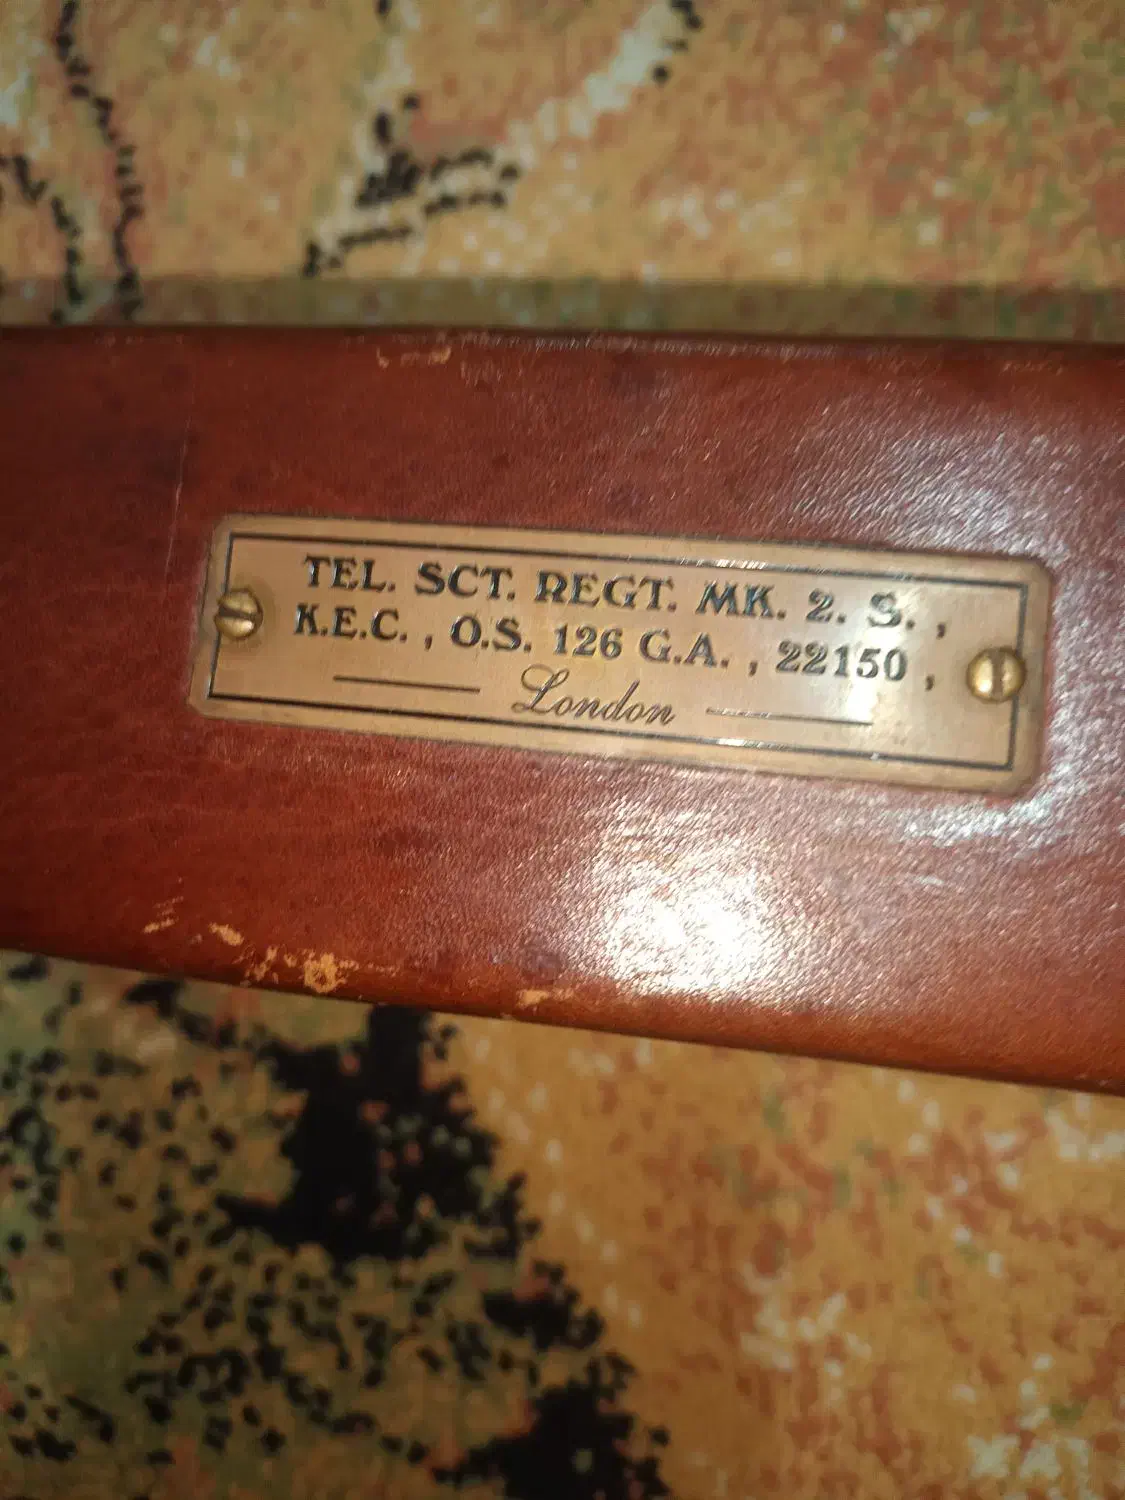 TEL. SCT. REGT. MK. 2. S. ,
K.E.C. , O.S. 126 G.A. , 22150 ,
London